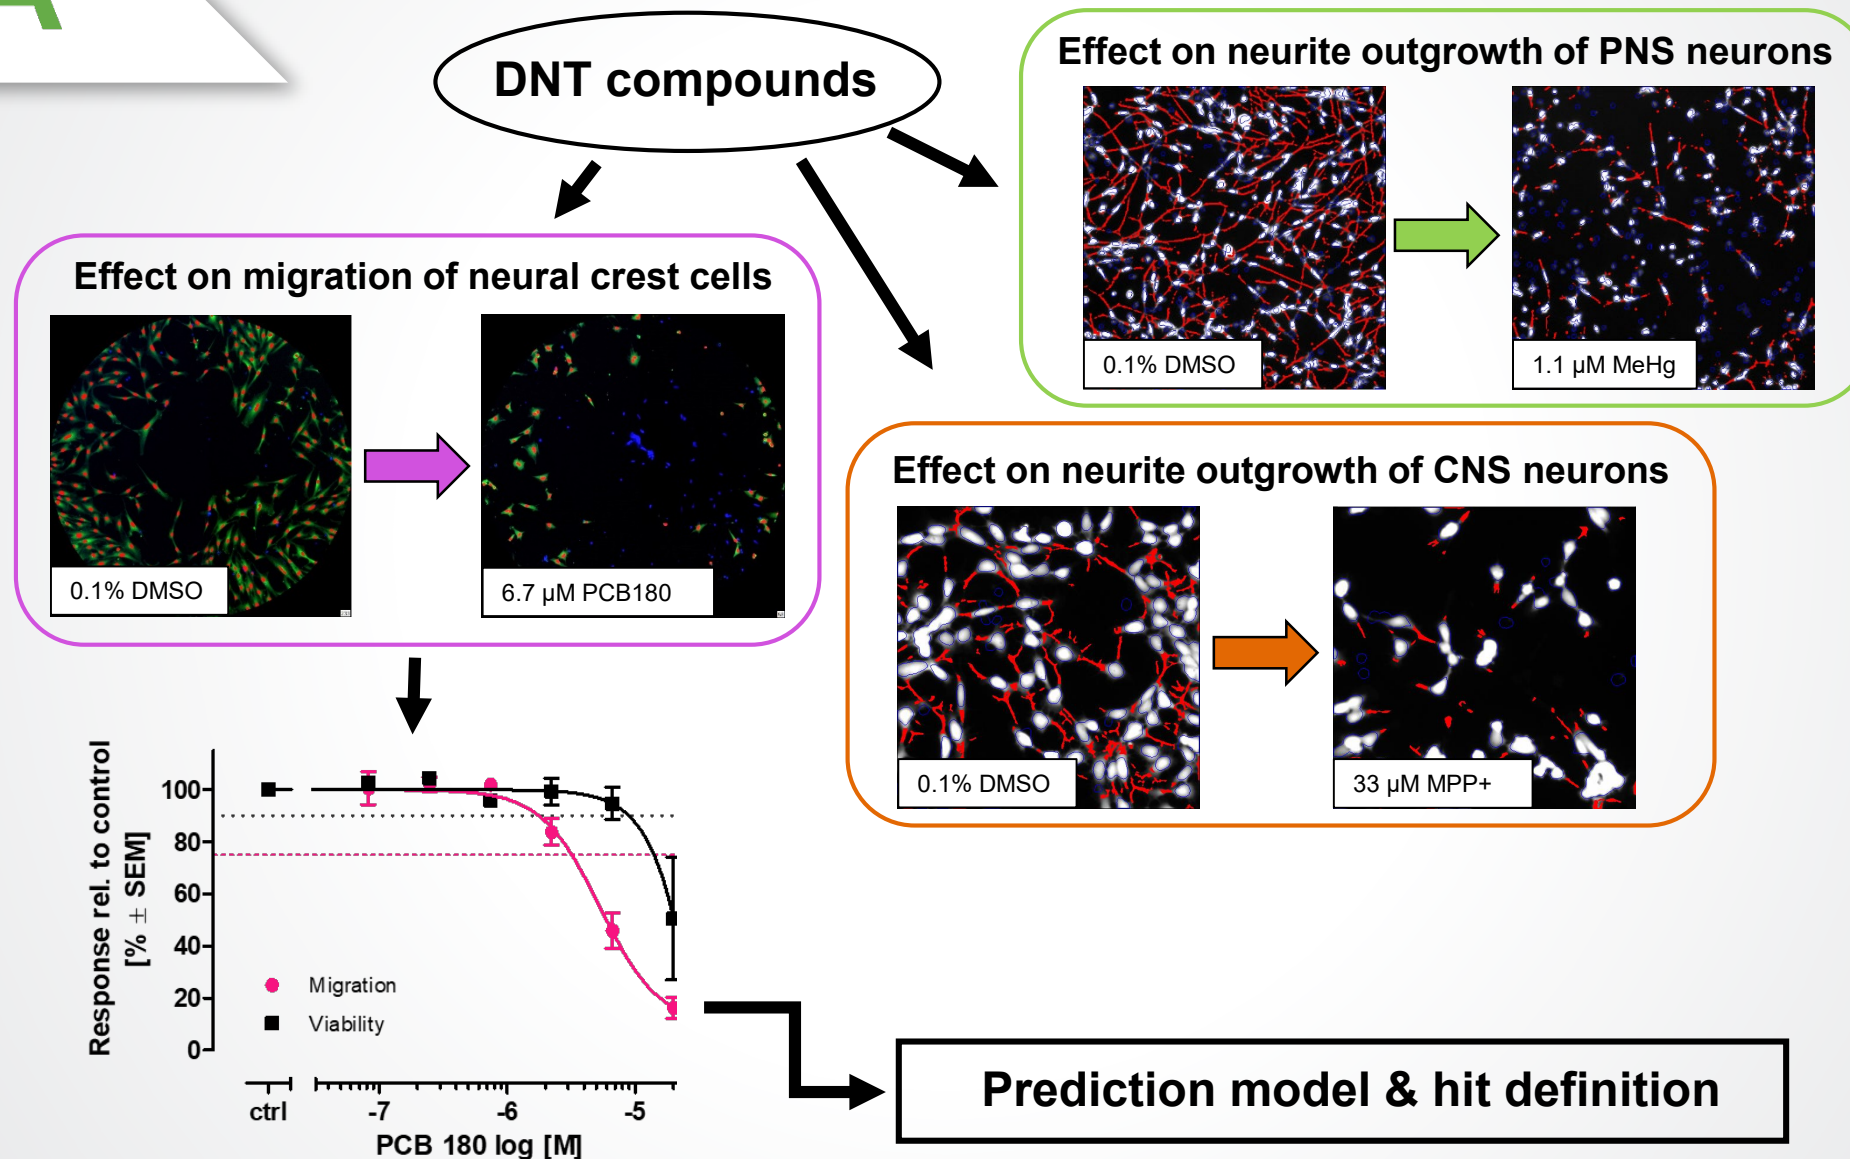 DNT compounds
Effect on neurite outgrowth of PNS neurons
0.1% DMSO
1.1 µM MeHg
Effect on migration of neural crest cells
0.1% DMSO
6.7 µM PCB180
Effect on neurite outgrowth of CNS neurons
0.1% DMSO
33 µM MPP+
Response rel. to control
[% ± SEM]
100
80
60
40
20
0
Migration
Viability
ctrl
-7
-6
-5
PCB 180 log [M]
Prediction model & hit definition